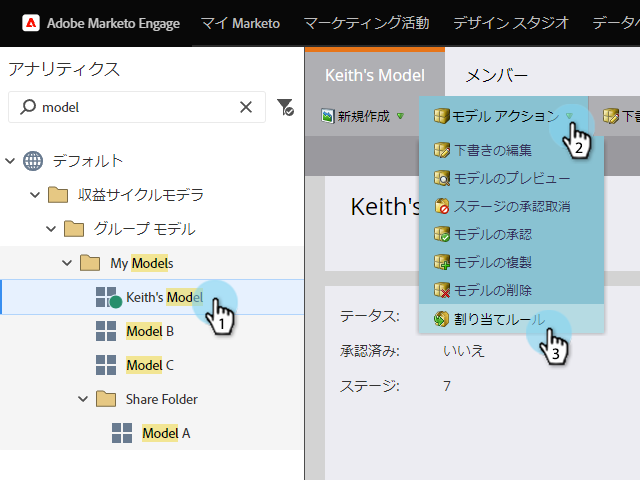 Adobe Marketo Engage マイ Marketo マーケティング活動 デザイン スタジオ データベ
アナリティクス
model
デフォルト
収益サイクルモデラ
グループ モデル
My Models
Keith's Model
1
Model B
Model C
Share Folder
Model A
Keith's Model メンバー
新規作成 モデル アクション 下書
2
下書きの編集
モデルのプレビュー
ステージの承認取消
モデルの承認
モデルの複製
モデルの削除
割り当てルール
3
Keith's
テータス:
承認済み: いいえ
ステージ: 7